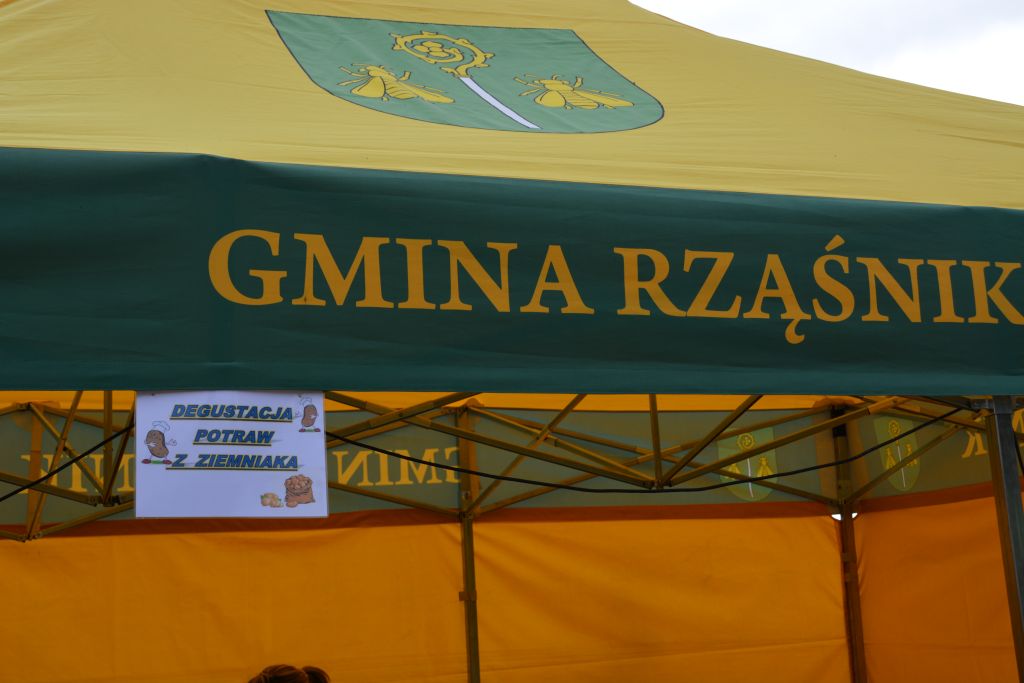 GMINA RZĄŚNIK
DEGUSTACJA
POTRAW
Z ZIEMNIAKA